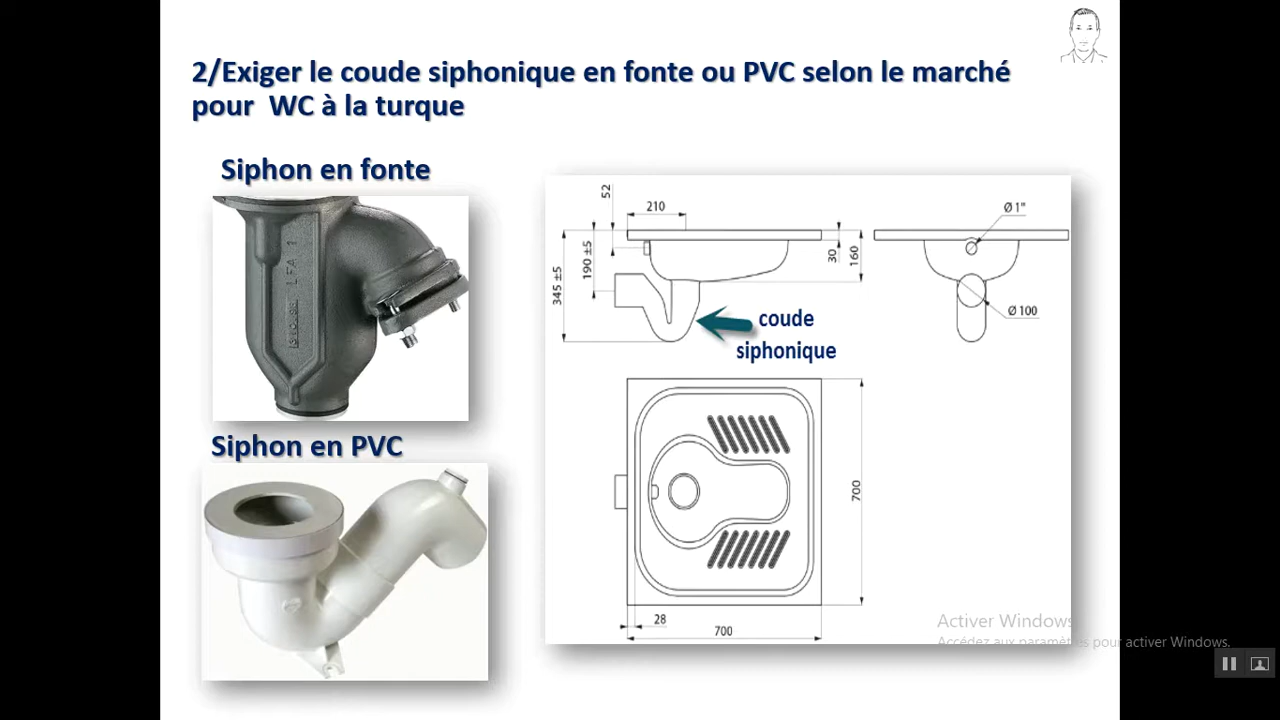 2/Exiger le coude siphonique en fonte ou PVC selon le marché
pour WC à la turque
Siphon en fonte
Siphon en PVC
52
210
Ø 1"
345 ±5
190 ±5
30
160
Ø 100
coude
siphonique
700
28
700
Activer Windows
Accédez aux paramètres pour activer Windows.